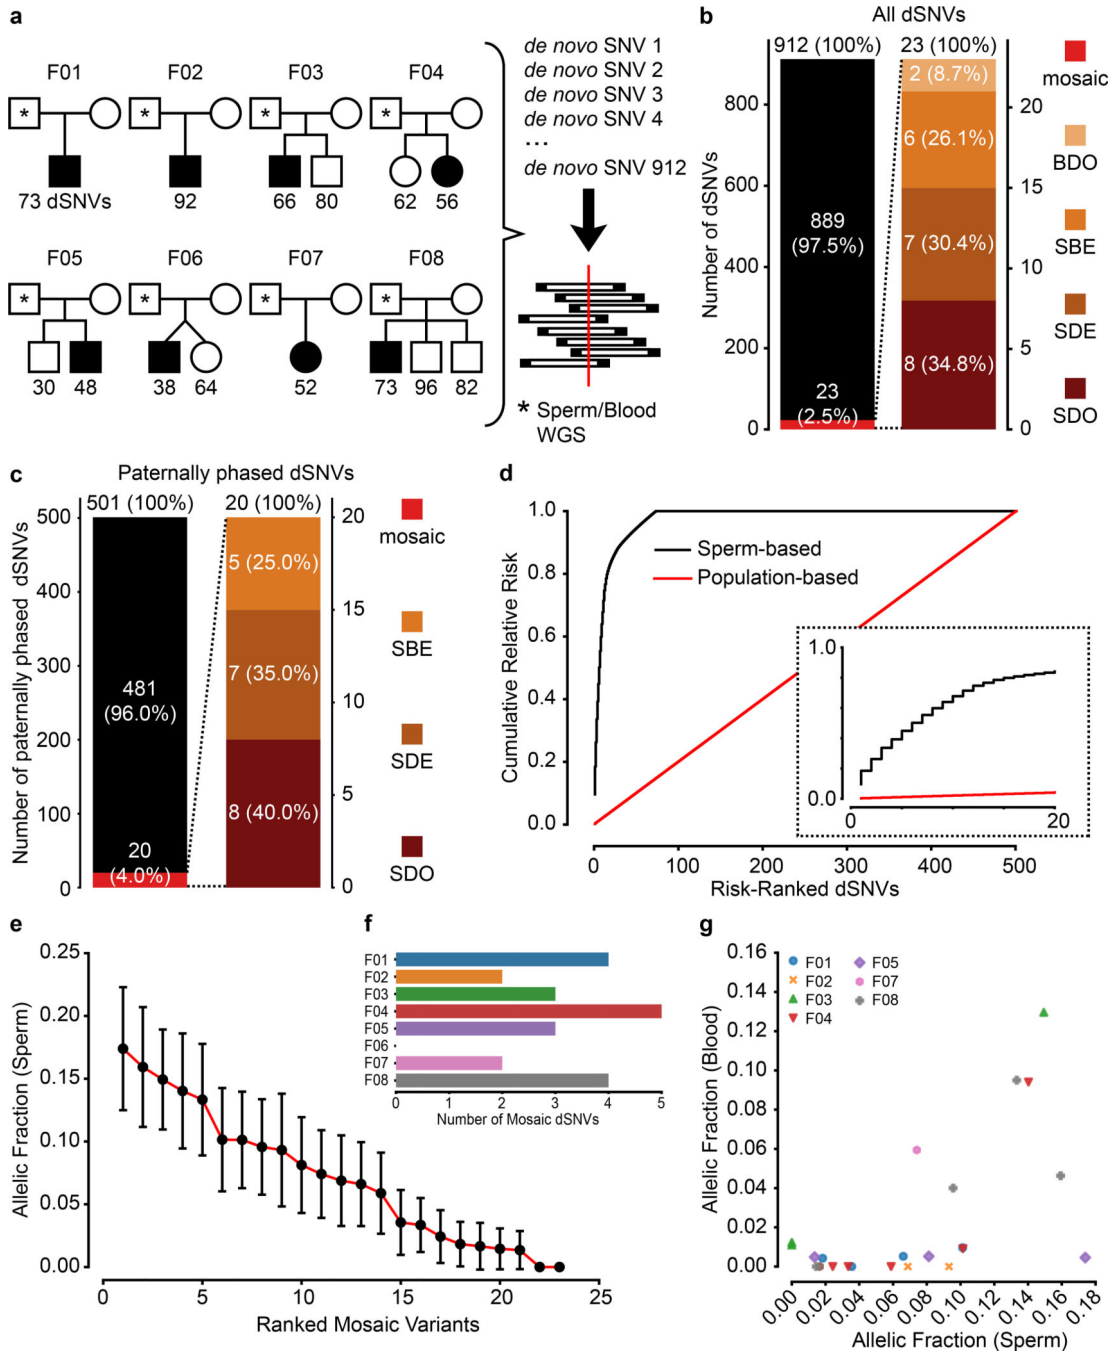 a
F01 F02 F03 F04
* * * *
73 dSNVs 92 66 80 62 56
F05 F06 F07 F08
* * * *
30 48 38 64 52 73 96 82
de novo SNV 1
de novo SNV 2
de novo SNV 3
de novo SNV 4
...
de novo SNV 912
* Sperm/Blood
WGS
b
All dSNVs
912 (100%) 23 (100%)
Number of dSNVs
800
600
400
200
0
889
(97.5%)
23
(2.5%)
2 (8.7%)
6 (26.1%)
7 (30.4%)
8 (34.8%)
20
15
10
5
0
mosaic
BDO
SBE
SDE
SDO
c
Paternally phased dSNVs
501 (100%) 20 (100%)
Number of paternally phased dSNVs
500
400
300
200
100
0
481
(96.0%)
20
(4.0%)
5 (25.0%)
7 (35.0%)
8 (40.0%)
20
15
10
5
0
mosaic
SBE
SDE
SDO
d
Cumulative Relative Risk
1.0
0.8
0.6
0.4
0.2
0.0
Sperm-based
Population-based
1.0
0.0
0 20
0 100 200 300 400 500
Risk-Ranked dSNVs
e
Allelic Fraction (Sperm)
0.25
0.20
0.15
0.10
0.05
0.00
0 5 10 15 20 25
Ranked Mosaic Variants
f
F01
F02
F03
F04
F05
F06
F07
F08
0 1 2 3 4 5
Number of Mosaic dSNVs
g
Allelic Fraction (Blood)
0.16
0.14
0.12
0.10
0.08
0.06
0.04
0.02
0.00
F01 F05
F02 F07
F03 F08
F04
0.00 0.02 0.04 0.06 0.08 0.10 0.12 0.14 0.16 0.18
Allelic Fraction (Sperm)